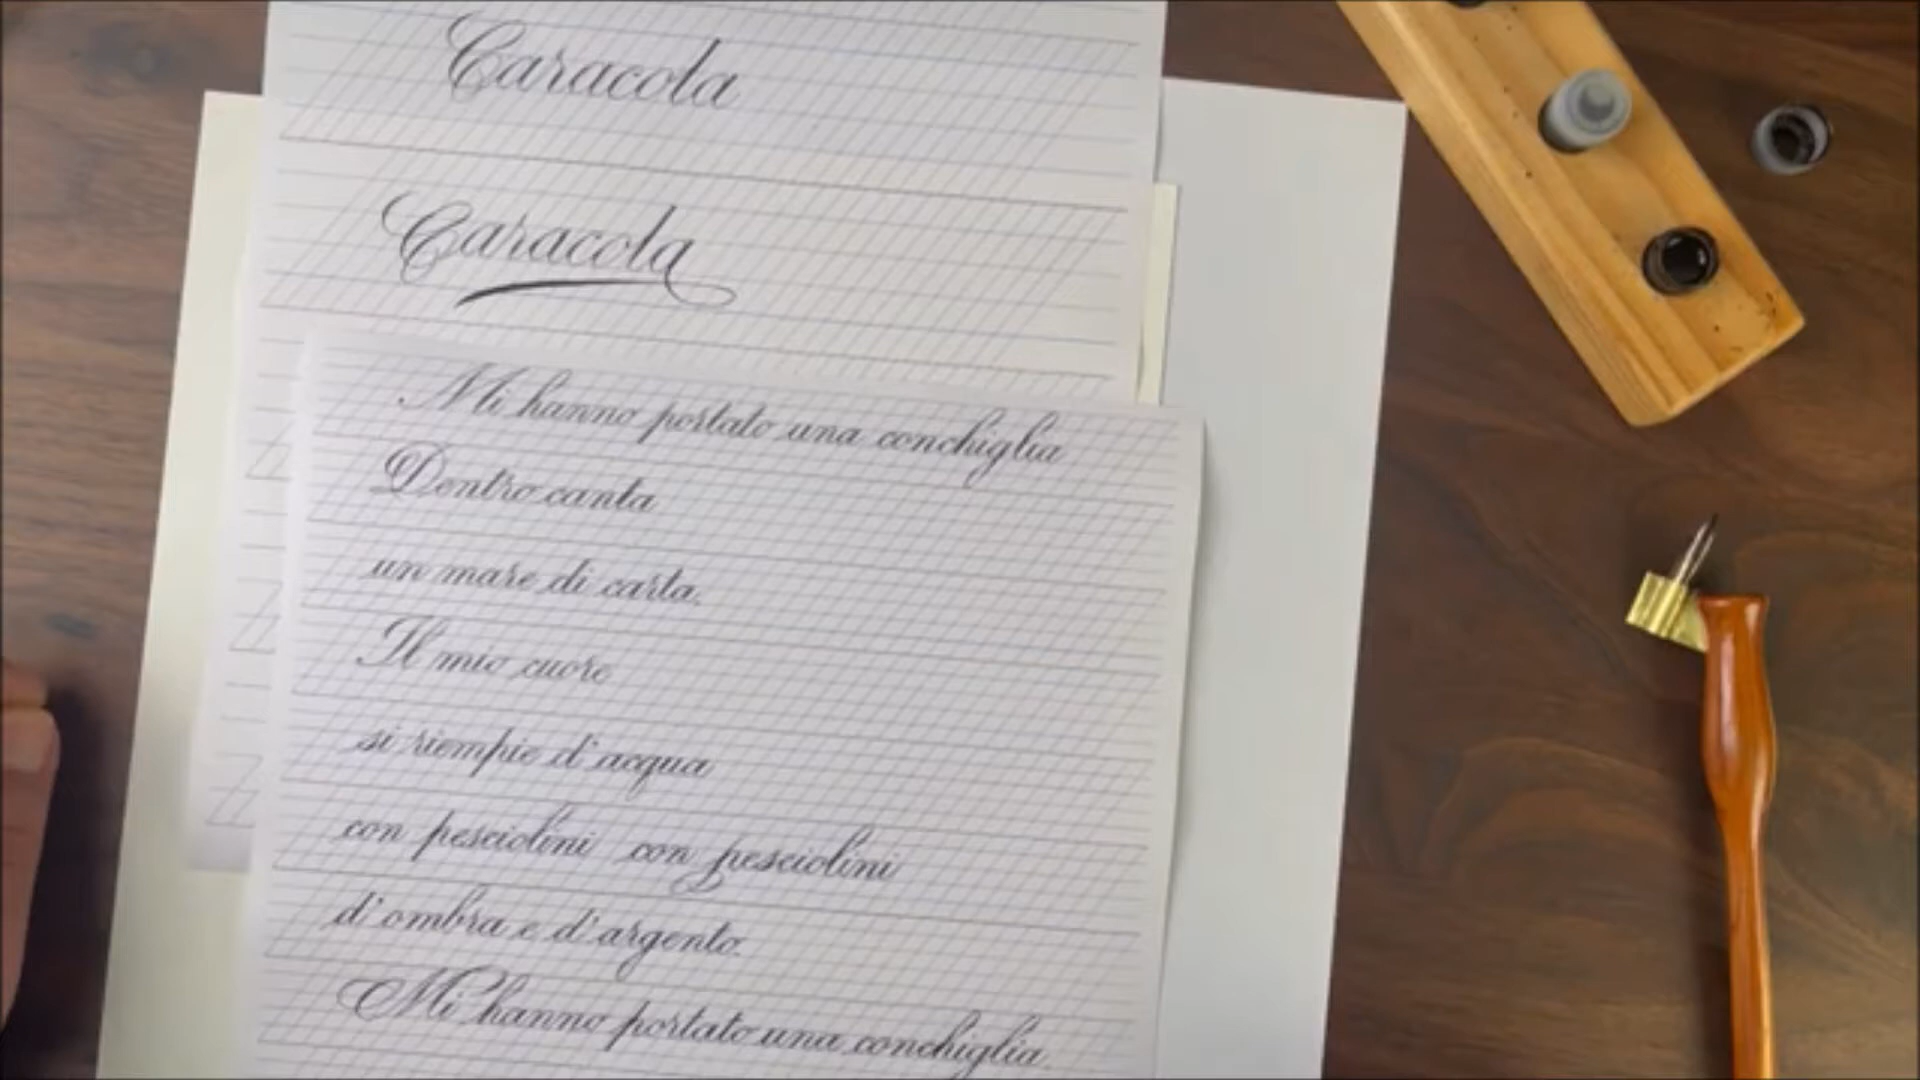 Caracola
Caracola
Mi hanno portato una conchiglia
Dentro canta
un mare di carta.
Il mio cuore
si riempie d'acqua
con pesciolini con pesciolini
d'ombra e d'argento.
Mi hanno portato una conchiglia.